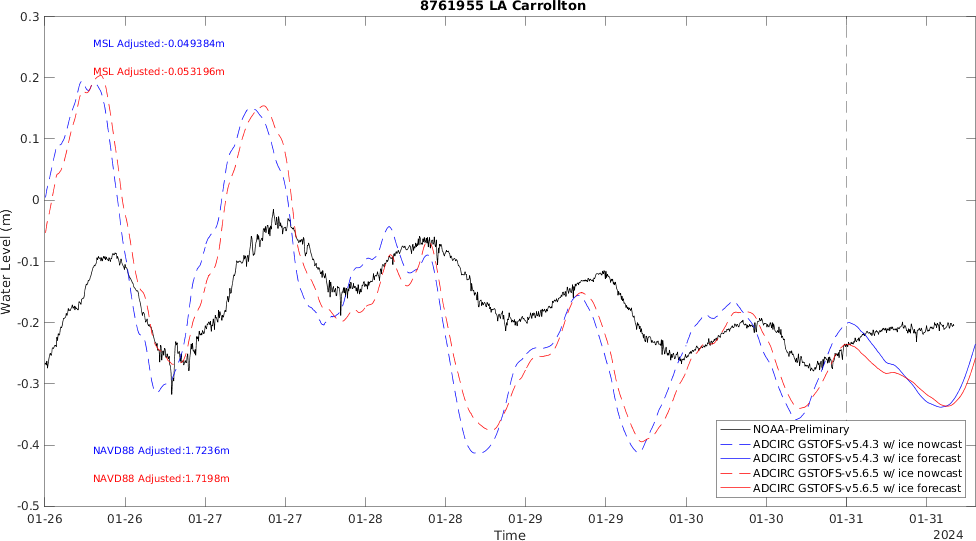 8761955 LA Carrollton
0.3
0.2
0.1
0
-0.1
-0.2
-0.3
-0.4
-0.5
Water Level (m)
MSL Adjusted:-0.049384m
MSL Adjusted:-0.053196m
NAVD88 Adjusted:1.7236m
NAVD88 Adjusted:1.7198m
NOAA-Preliminary
ADCIRC GSTOFS-v5.4.3 w/ ice nowcast
ADCIRC GSTOFS-v5.4.3 w/ ice forecast
ADCIRC GSTOFS-v5.6.5 w/ ice nowcast
ADCIRC GSTOFS-v5.6.5 w/ ice forecast
01-26 01-26 01-27 01-27 01-28 01-28 01-29 01-29 01-30 01-30 01-31 01-31
Time
2024